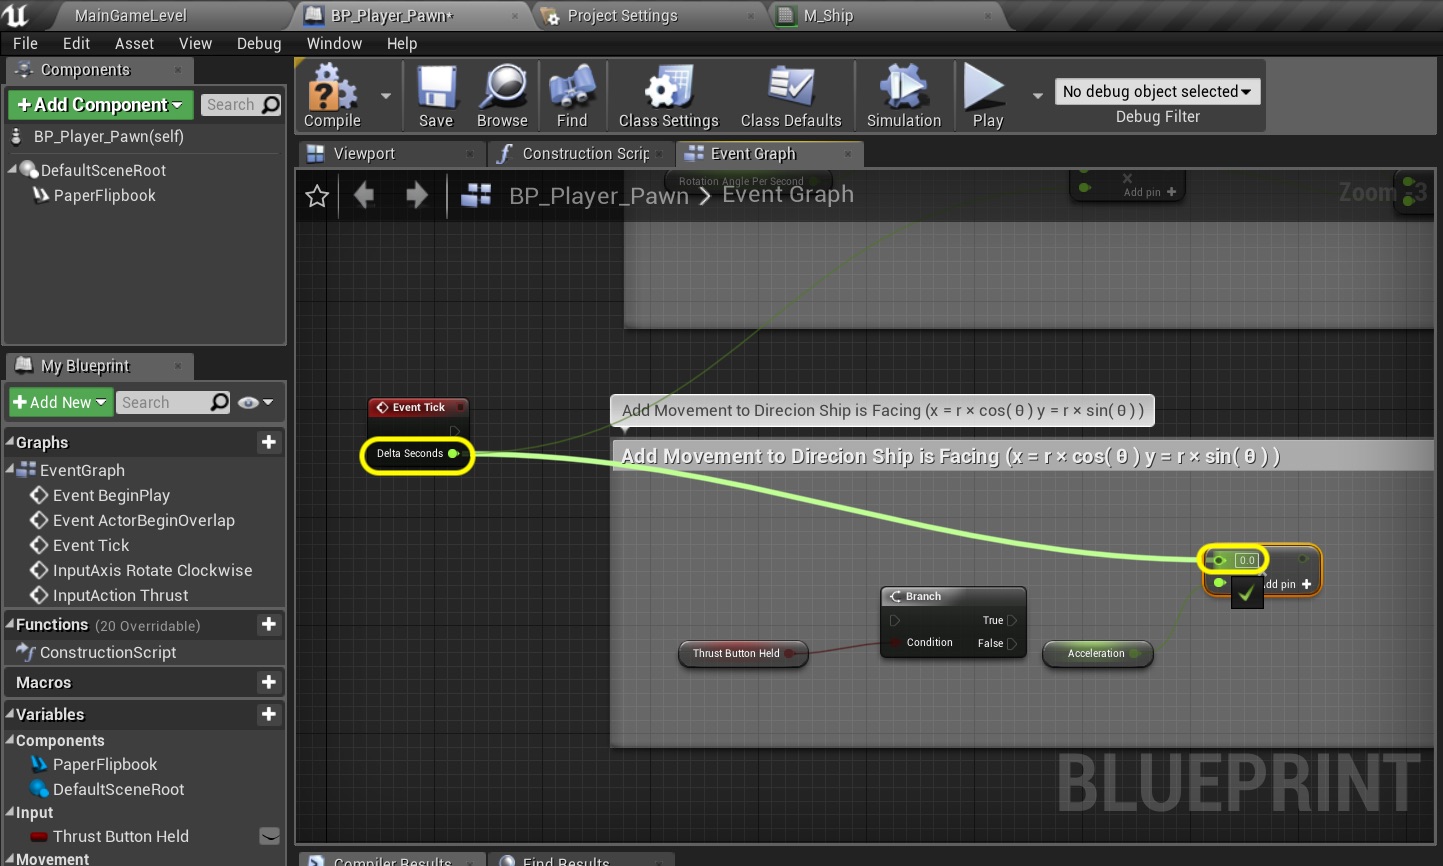 MainGameLevel
BP_Player_Pawn*
Project Settings
M_Ship
File Edit Asset View Debug Window Help
Components
+Add Component
Search
BP_Player_Pawn(self)
DefaultSceneRoot
PaperFlipbook
Compile
Save
Browse
Find
Class Settings
Class Defaults
Simulation
Play
No debug object selected
Debug Filter
Viewport
Construction Scrip
Event Graph
BP_Player_Pawn > Event Graph
Zoom -3
Rotation Angle Per Second
Add pin +
My Blueprint
+Add New
Search
Graphs
EventGraph
Event BeginPlay
Event ActorBeginOverlap
Event Tick
InputAxis Rotate Clockwise
InputAction Thrust
Functions (20 Overridable)
ConstructionScript
Macros
Variables
Components
PaperFlipbook
DefaultSceneRoot
Input
Thrust Button Held
Movement
Event Tick
Delta Seconds
Add Movement to Direcion Ship is Facing (x = r × cos( θ ) y = r × sin( θ ) )
Add Movement to Direcion Ship is Facing (x = r × cos( θ ) y = r × sin( θ ) )
0.0
dd pin +
Branch
True
Condition
False
Thrust Button Held
Acceleration
BLUEPRINT
Compiler Results
Find Results